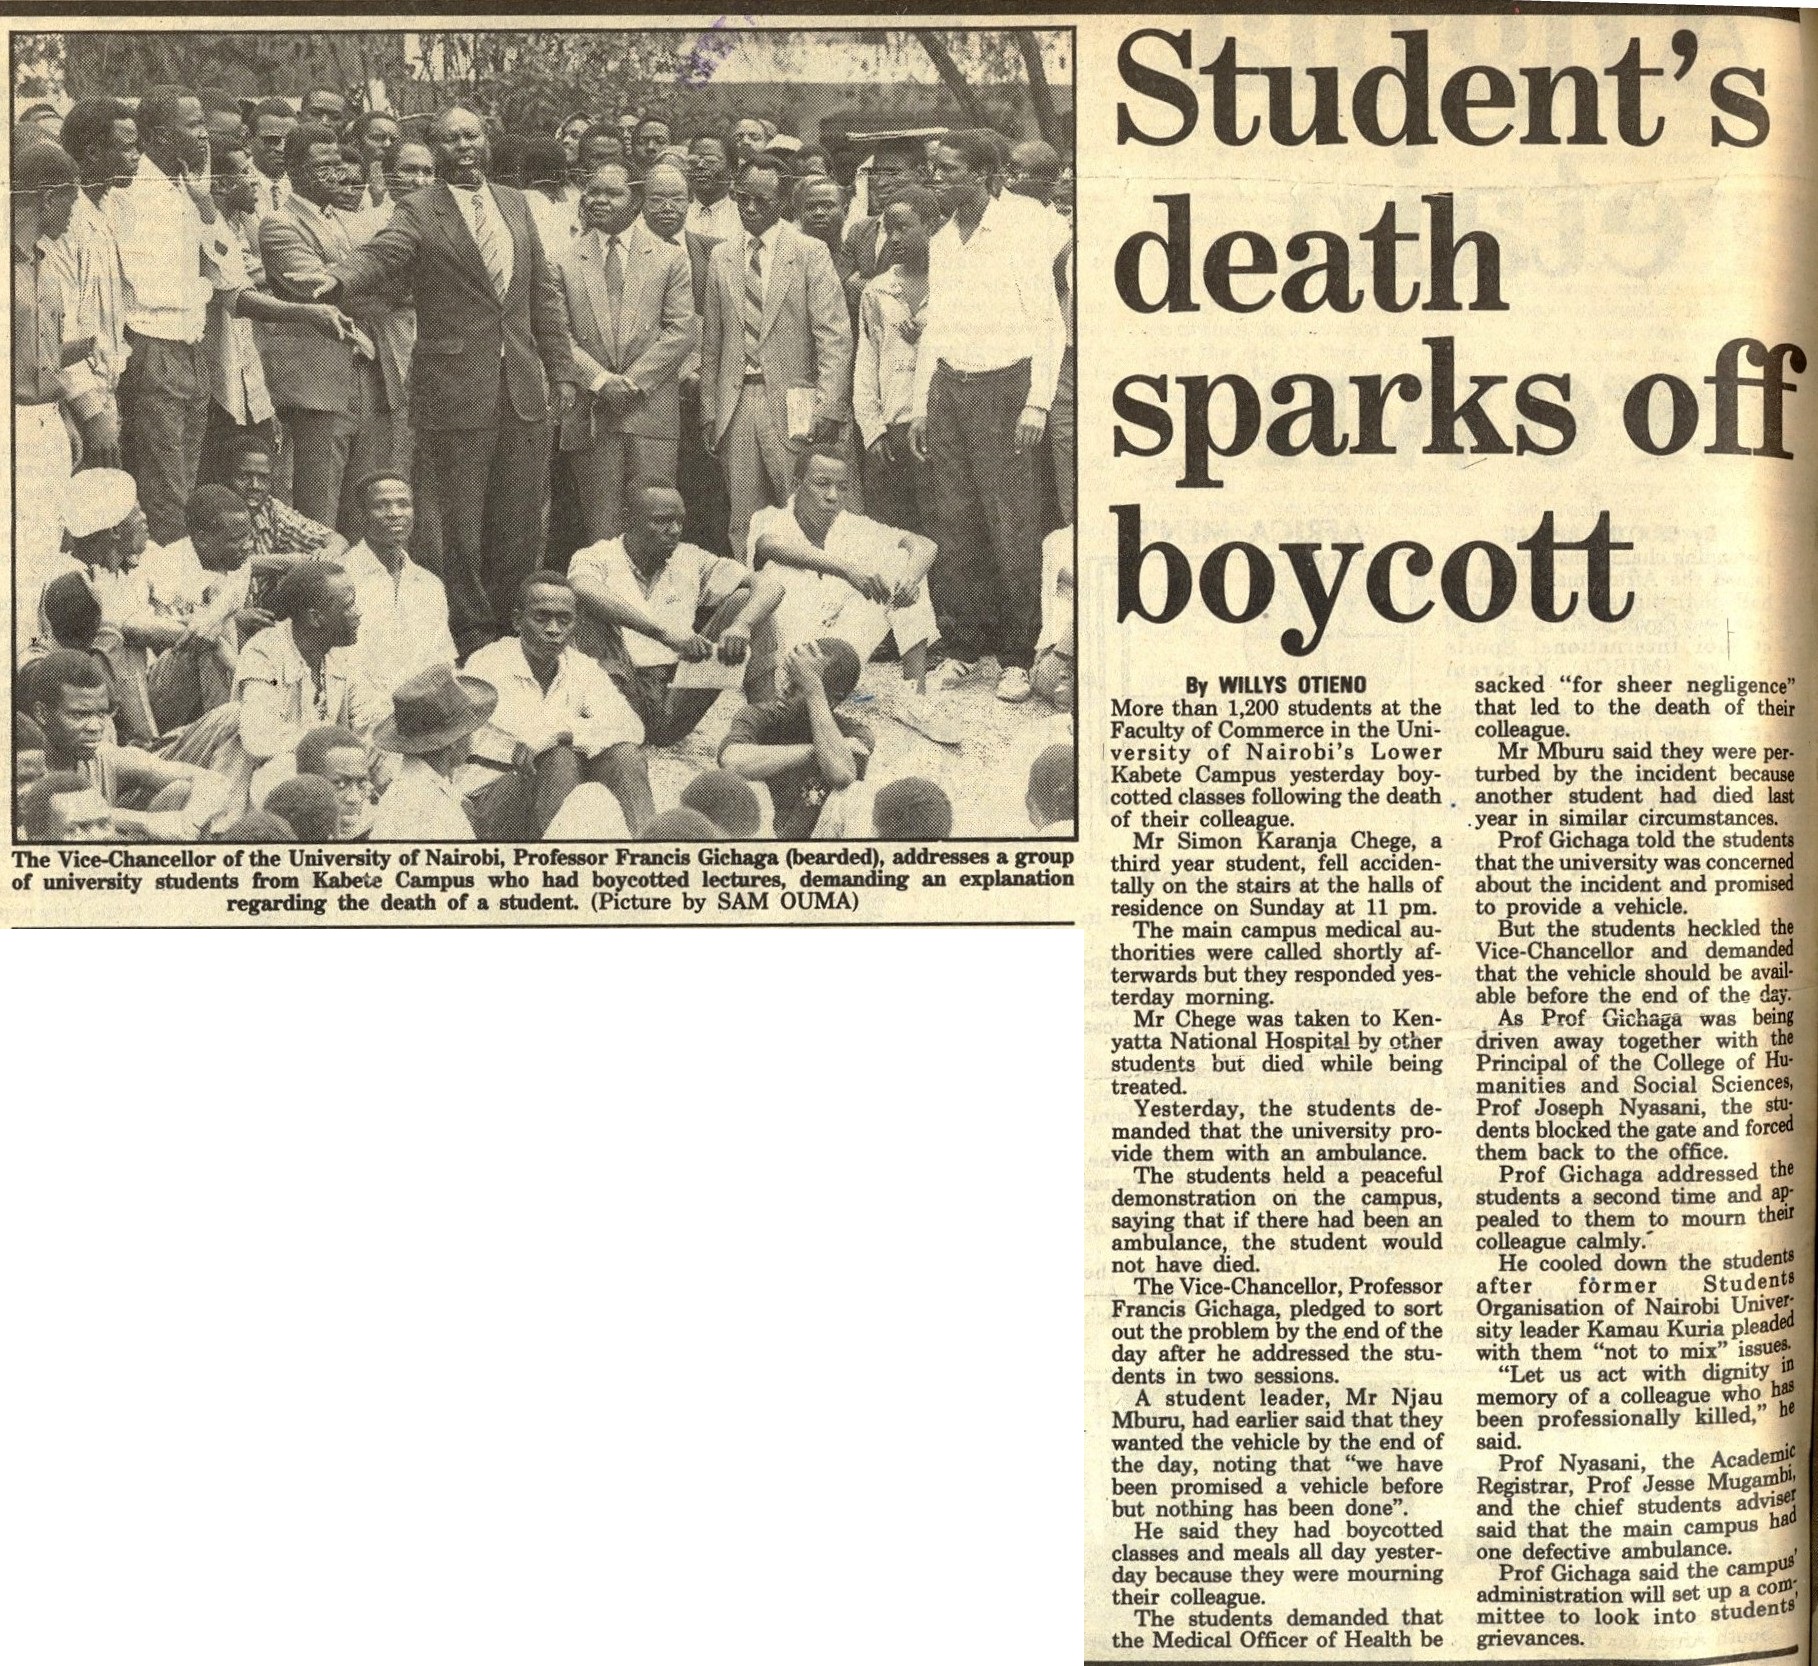 Student's
death
sparks off
boycott
The Vice-Chancellor of the University of Nairobi, Professor Francis Gichaga (bearded), addresses a group
of university students from Kabete Campus who had boycotted lectures, demanding an explanation
regarding the death of a student. (Picture by SAM OUMA)
By WILLYS OTIENO
More than 1,200 students at the
Faculty of Commerce in the Uni-
versity of Nairobi's Lower
Kabete Campus yesterday boy-
cotted classes following the death
of their colleague.
Mr Simon Karanja Chege, a
third year student, fell acciden-
tally on the stairs at the halls of
residence on Sunday at 11 pm.
The main campus medical au-
thorities were called shortly af-
terwards but they responded yes-
terday morning.
Mr Chege was taken to Ken-
yatta National Hospital by other
students but died while being
treated.
Yesterday, the students de-
manded that the university pro-
vide them with an ambulance.
The students held a peaceful
demonstration on the campus,
saying that if there had been an
ambulance, the student would
not have died.
The Vice-Chancellor, Professor
Francis Gichaga, pledged to sort
out the problem by the end of the
day after he addressed the stu-
dents in two sessions.
A student leader, Mr Njau
Mburu, had earlier said that they
wanted the vehicle by the end of
the day, noting that "we have
been promised a vehicle before
but nothing has been done".
He said they had boycotted
classes and meals all day yester-
day because they were mourning
their colleague.
The students demanded that
the Medical Officer of Health be
sacked "for sheer negligence"
that led to the death of their
colleague.
Mr Mburu said they were per-
turbed by the incident because
another student had died last
year in similar circumstances.
Prof Gichaga told the students
that the university was concerned
about the incident and promised
to provide a vehicle.
But the students heckled the
Vice-Chancellor and demanded
that the vehicle should be avail-
able before the end of the day.
As Prof Gichaga was being
driven away together with the
Principal of the College of Hu-
manities and Social Sciences,
Prof Joseph Nyasani, the stu-
dents blocked the gate and forced
them back to the office.
Prof Gichaga addressed the
students a second time and ap-
pealed to them to mourn their
colleague calmly.
He cooled down the students
after former Students
Organisation of Nairobi Univer-
sity leader Kamau Kuria pleaded
with them "not to mix" issues.
"Let us act with dignity in
memory of a colleague who has
been professionally killed," he
said.
Prof Nyasani, the Academic
Registrar, Prof Jesse Mugambi,
and the chief students adviser
said that the main campus had
one defective ambulance.
Prof Gichaga said the campus'
administration will set up a com-
mittee to look into students'
grievances.